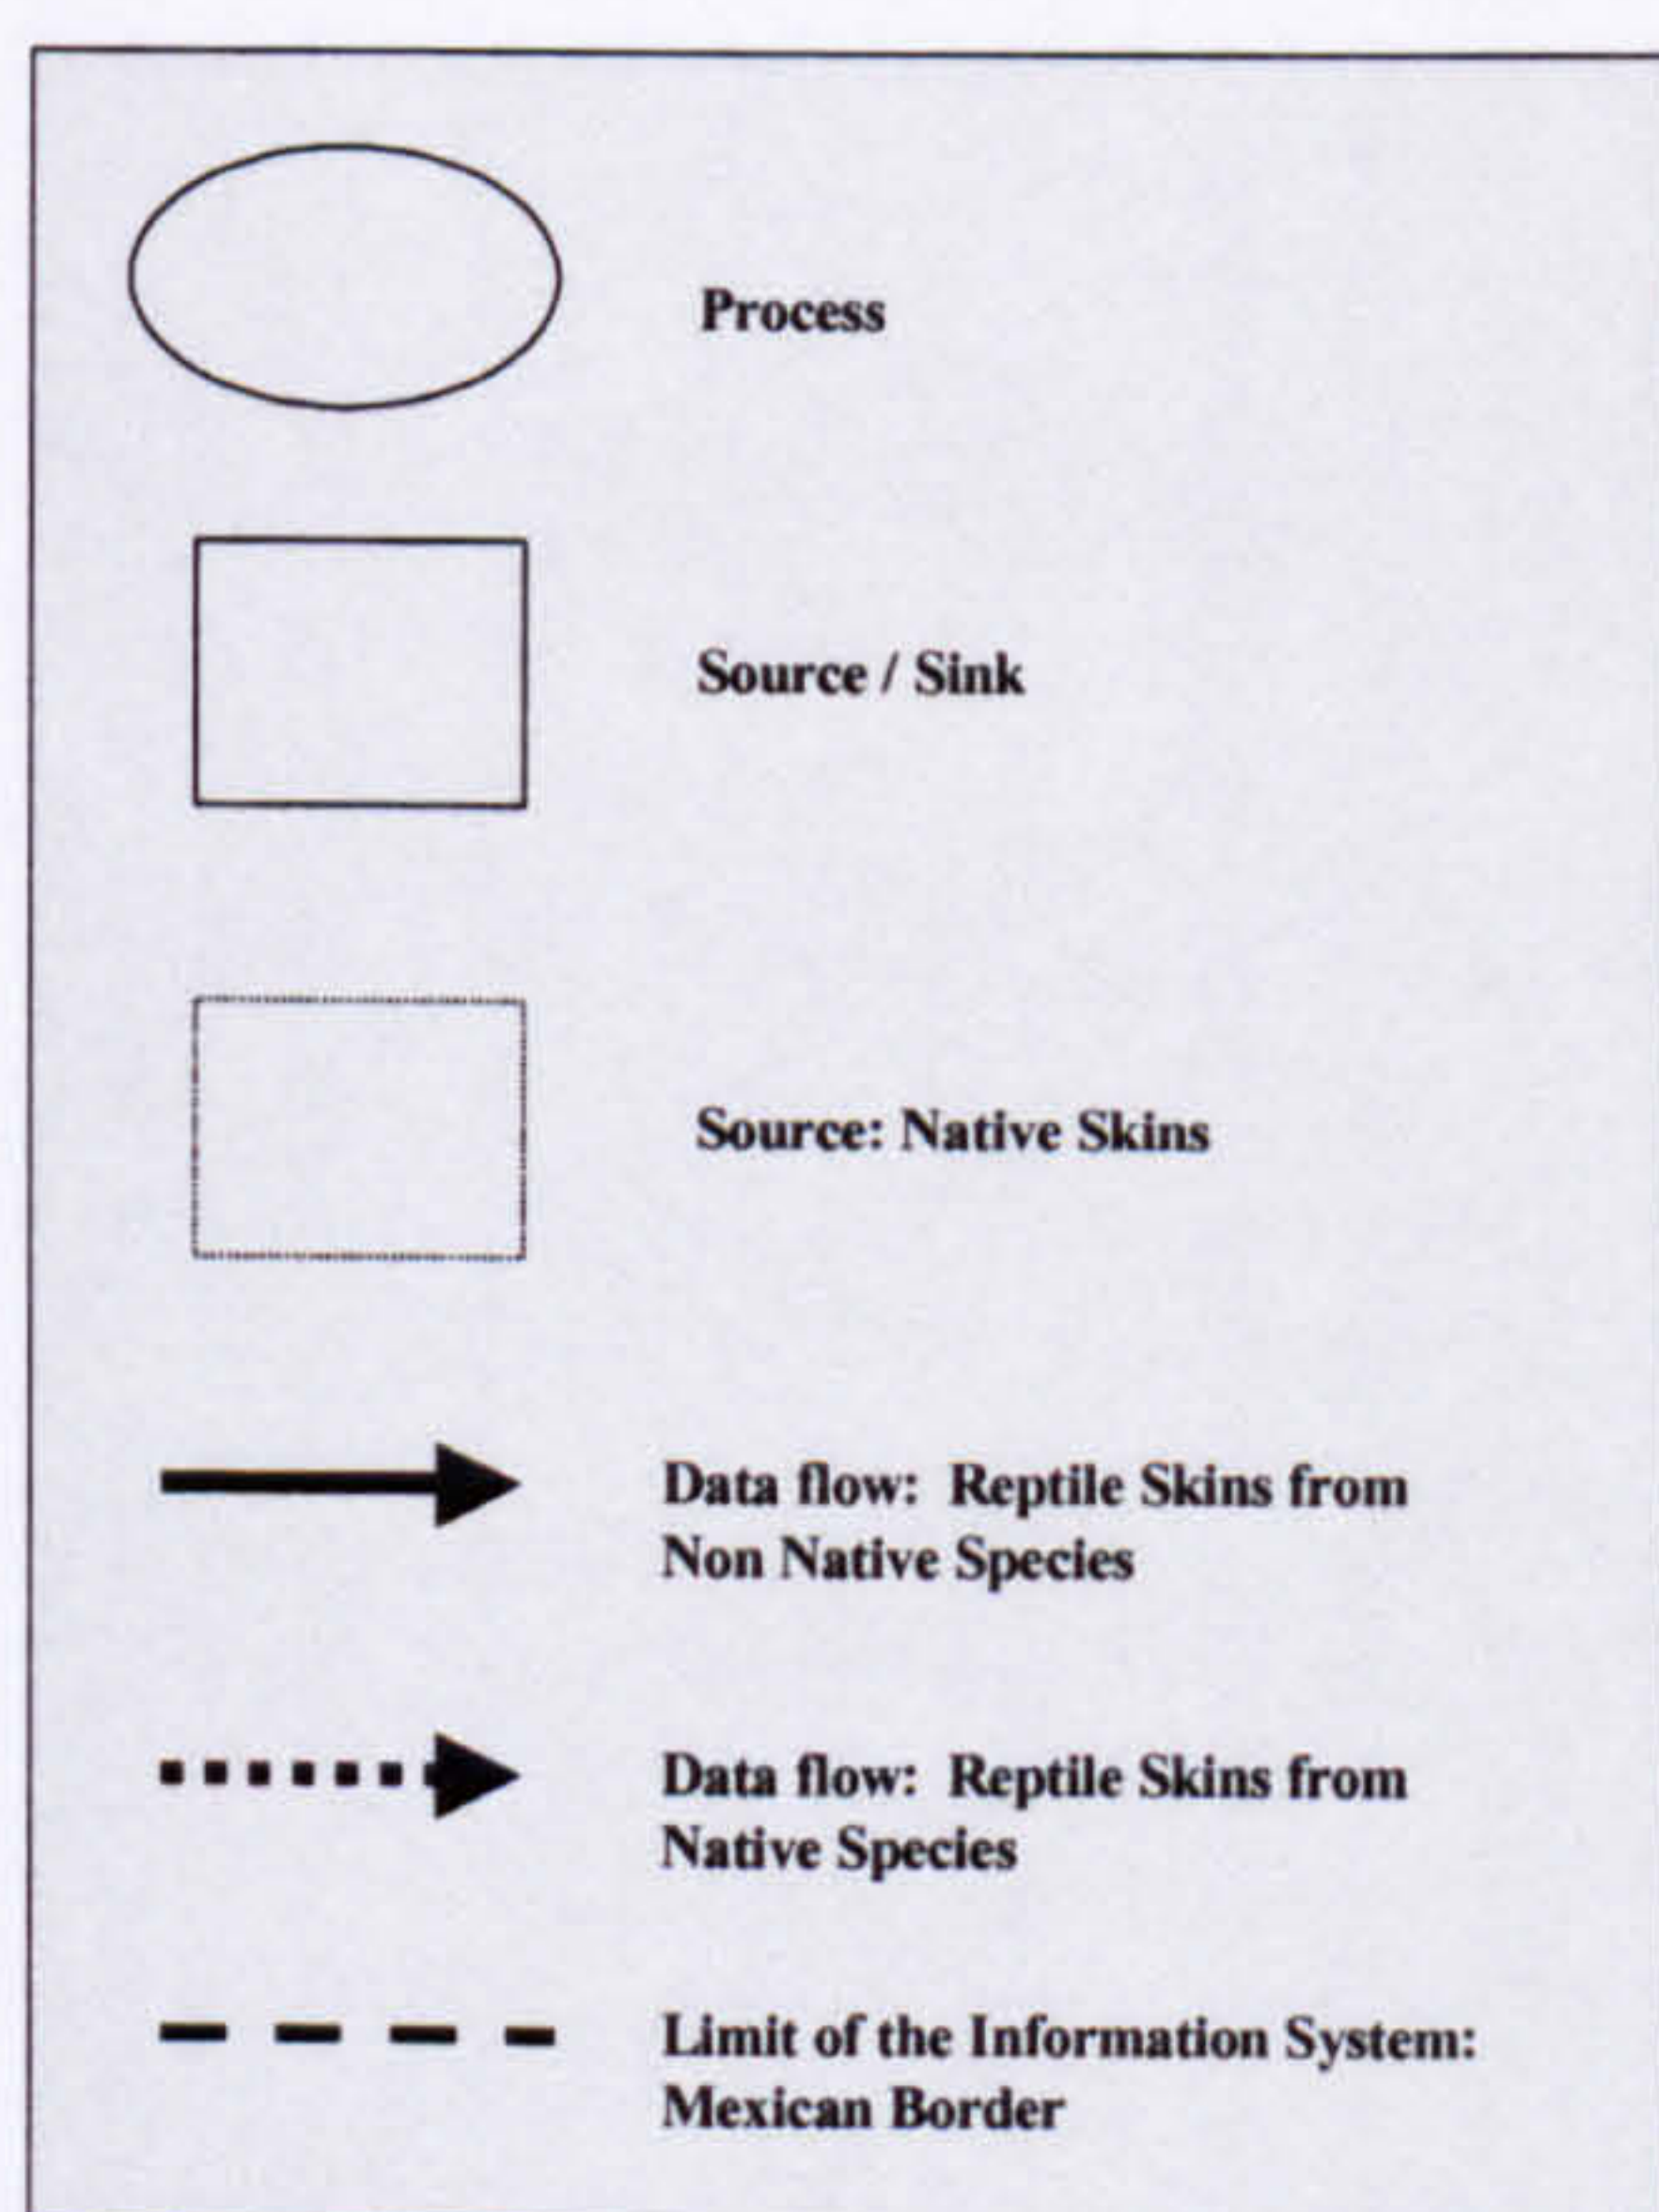 Process
Source / Sink
Source: Native Skins
Data flow: Reptile Skins from
Non Native Species
Data flow: Reptile Skins from
Native Species
Limit of the Information System:
Mexican Border